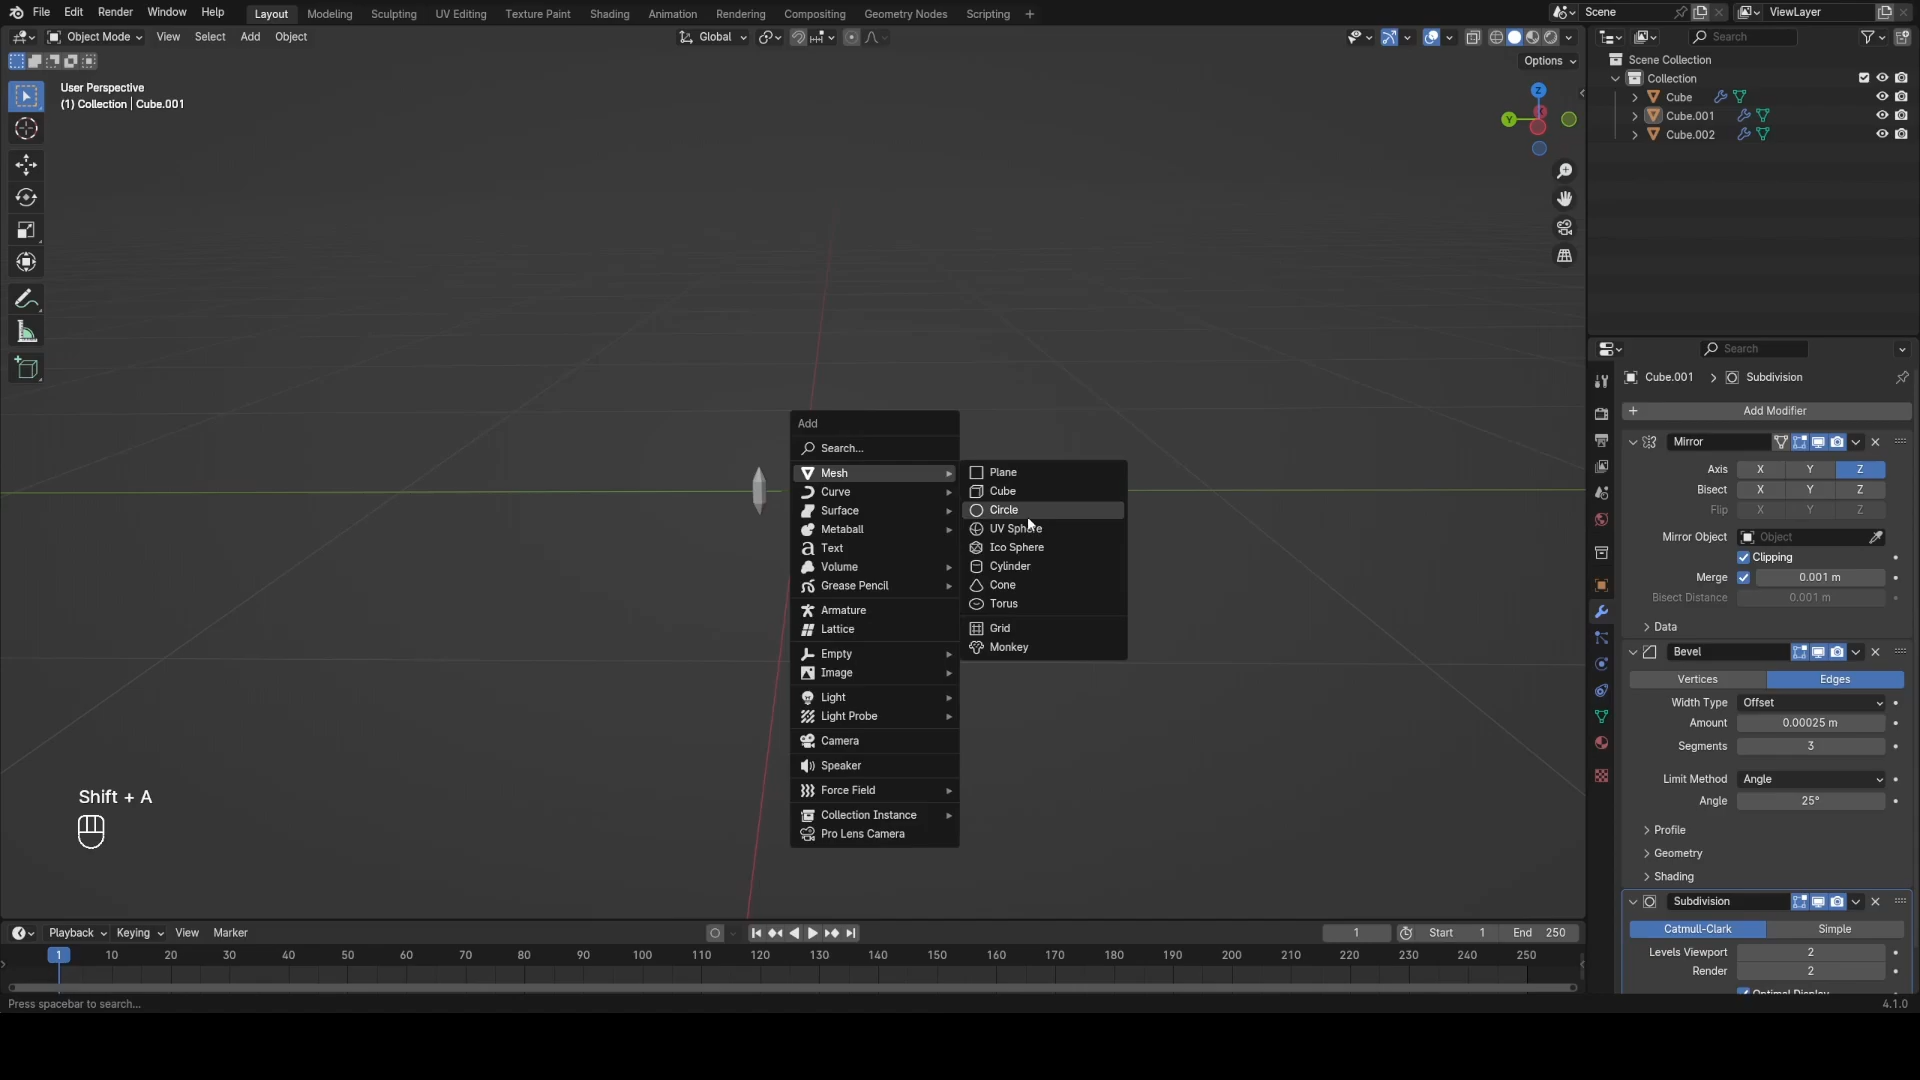 File Edit Render Window Help Layout Modeling Sculpting UV Editing Texture Paint Shading Animation Rendering Compositing Geometry Nodes Scripting + Scene ViewLayer
Object Mode View Select Add Object Global Search
Options
User Perspective
(1) Collection | Cube.001
Z
Y
Scene Collection
Collection
Cube
Cube.001
Cube.002
Search
Cube.001 > Subdivision
+ Add Modifier
Mirror
Axis X Y Z
Bisect X Y Z
Flip X Y Z
Mirror Object Object
Clipping
Merge 0.001 m
Bisect Distance 0.001 m
Data
Bevel
Vertices Edges
Width Type Offset
Amount 0.00025 m
Segments 3
Limit Method Angle
Angle 25°
Profile
Geometry
Shading
Subdivision
Catmull-Clark Simple
Levels Viewport 2
Render 2
Optimal Display
Add
Search...
Mesh
Curve
Surface
Metaball
Text
Volume
Grease Pencil
Armature
Lattice
Empty
Image
Light
Light Probe
Camera
Speaker
Force Field
Collection Instance
Pro Lens Camera
Plane
Cube
Circle
UV Sphere
Ico Sphere
Cylinder
Cone
Torus
Grid
Monkey
Shift + A
Playback Keying View Marker 1 Start 1 End 250
1 10 20 30 40 50 60 70 80 90 100 110 120 130 140 150 160 170 180 190 200 210 220 230 240 250
Press spacebar to search... 4.1.0